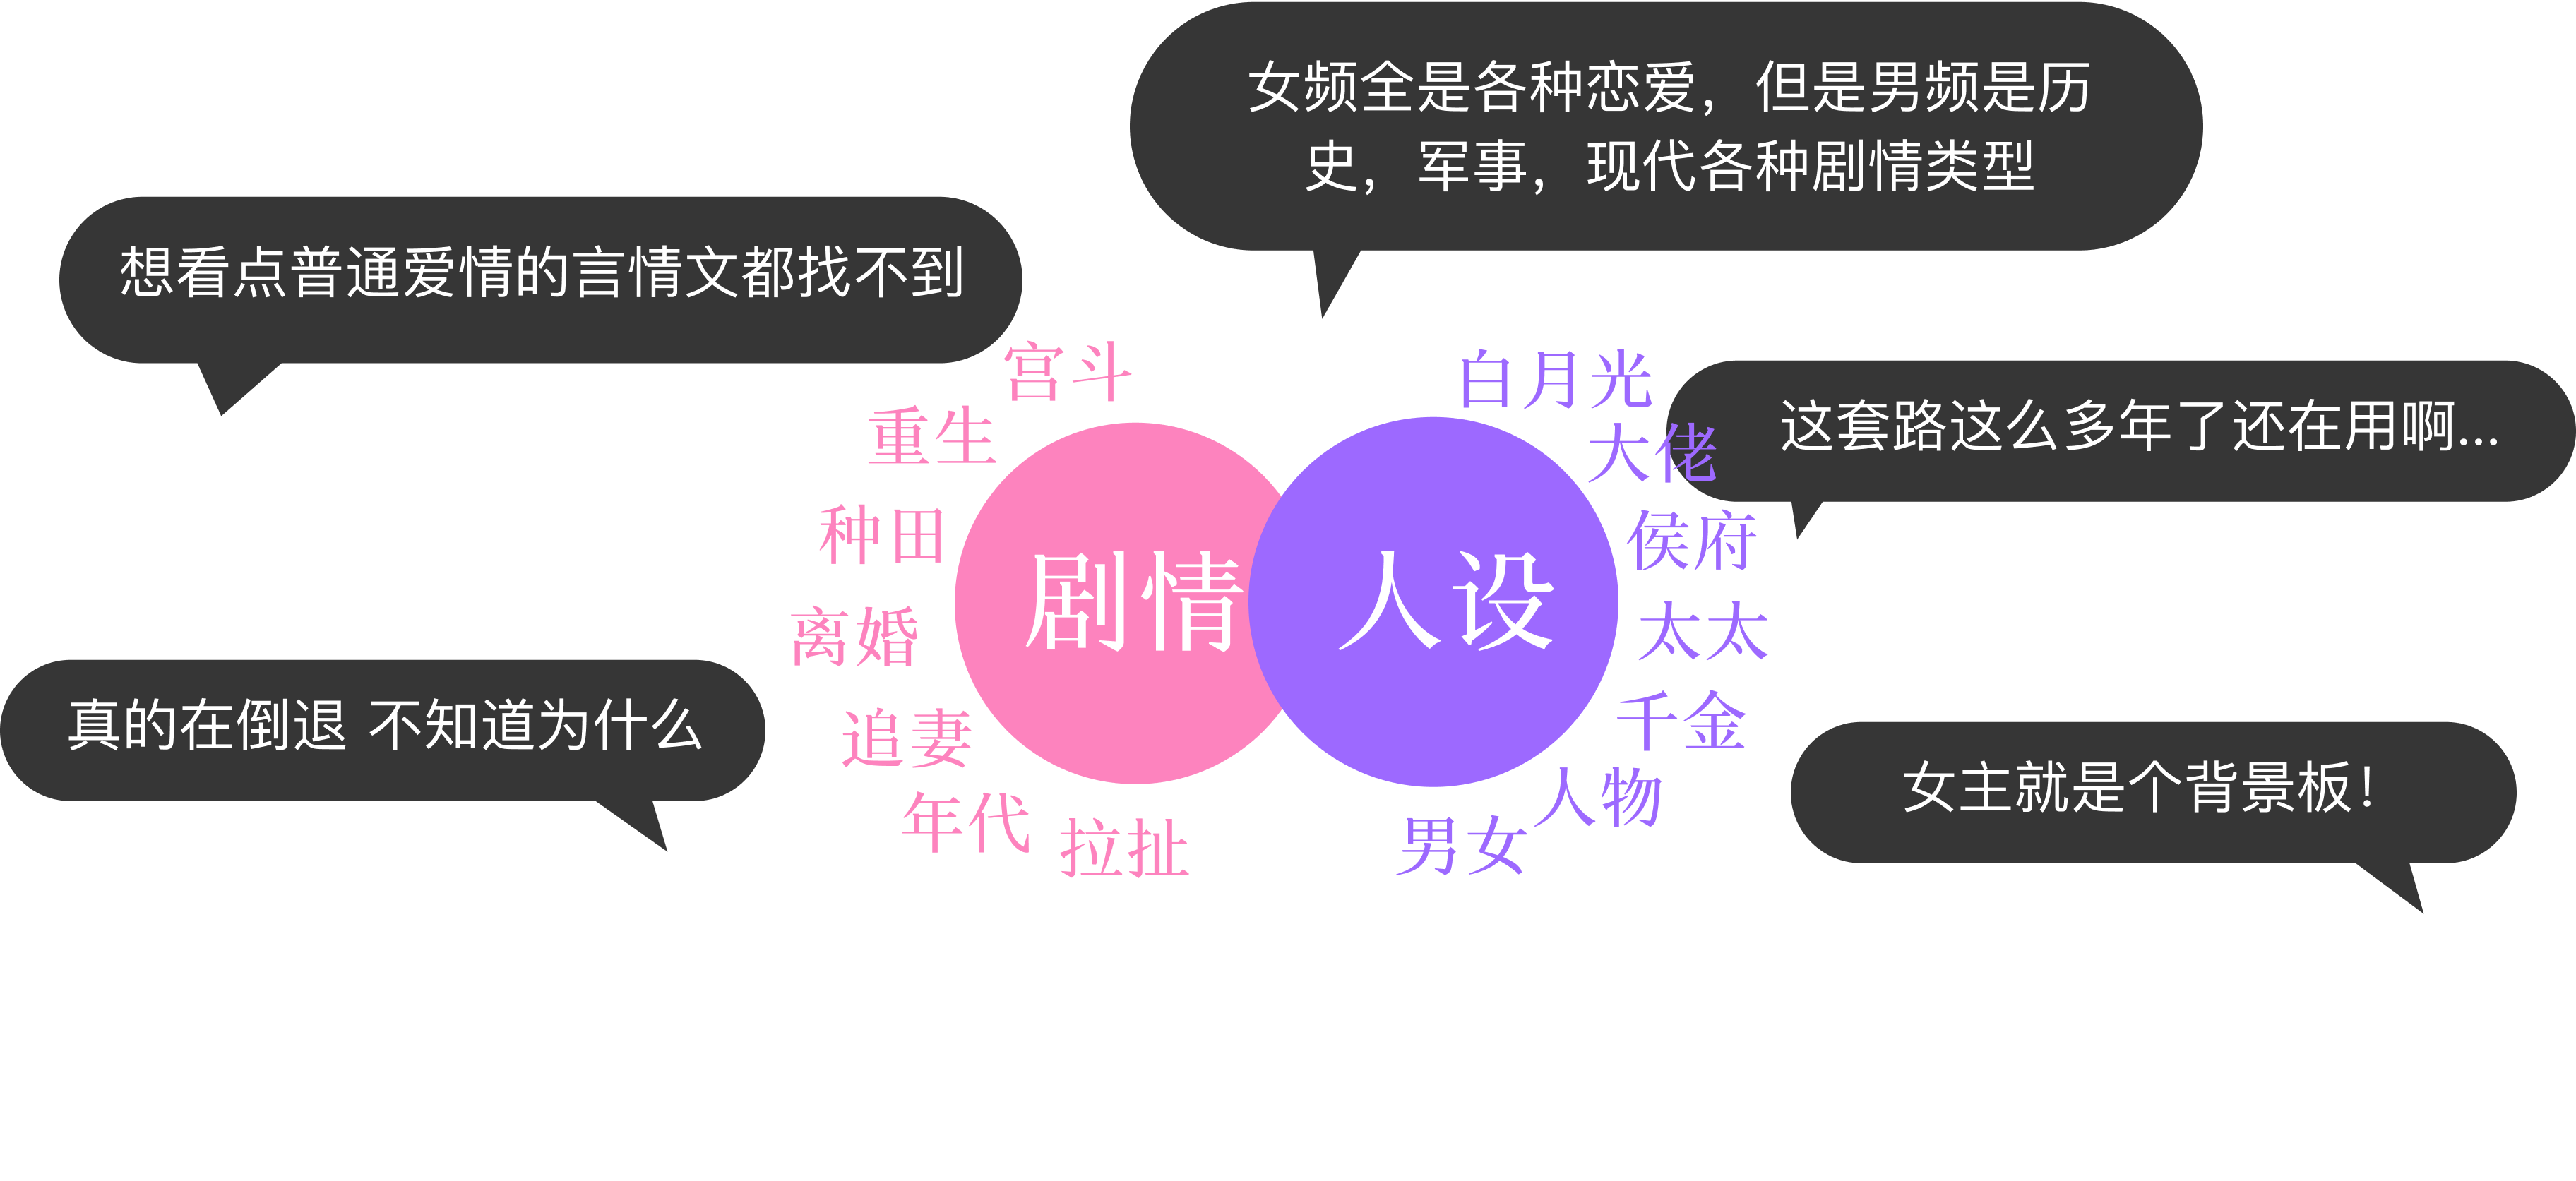 女频全是各种恋爱，但是男频是历
史，军事，现代各种剧情类型
想看点普通爱情的言情文都找不到
宫斗
白月光
重生
大佬
这套路这么多年了还在用啊...
种田
侯府
剧情
人设
离婚
太太
真的在倒退 不知道为什么
追妻
千金
女主就是个背景板！
年代
人物
拉扯
男女